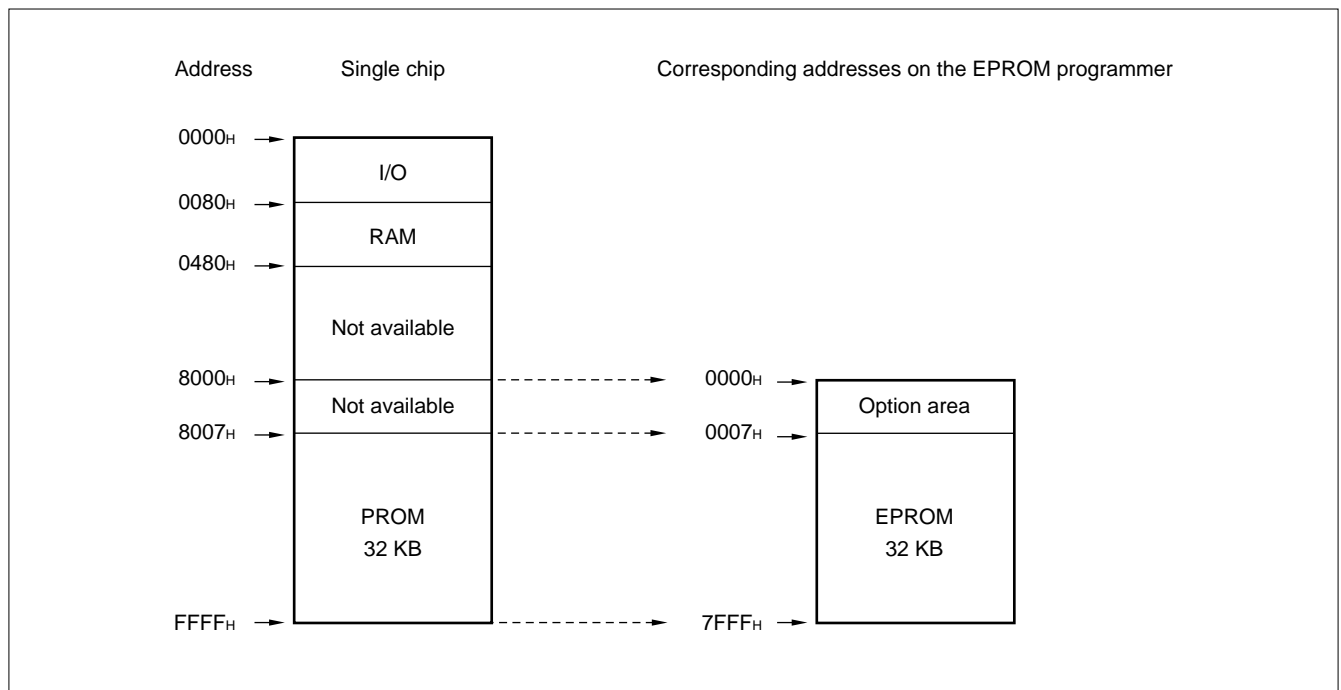 Address Single chip Corresponding addresses on the EPROM programmer
0000H
I/O
0080H
RAM
0480H
Not available
8000H 0000H
Not available Option area
8007H 0007H
PROM EPROM
32 KB 32 KB
FFFFH 7FFFH